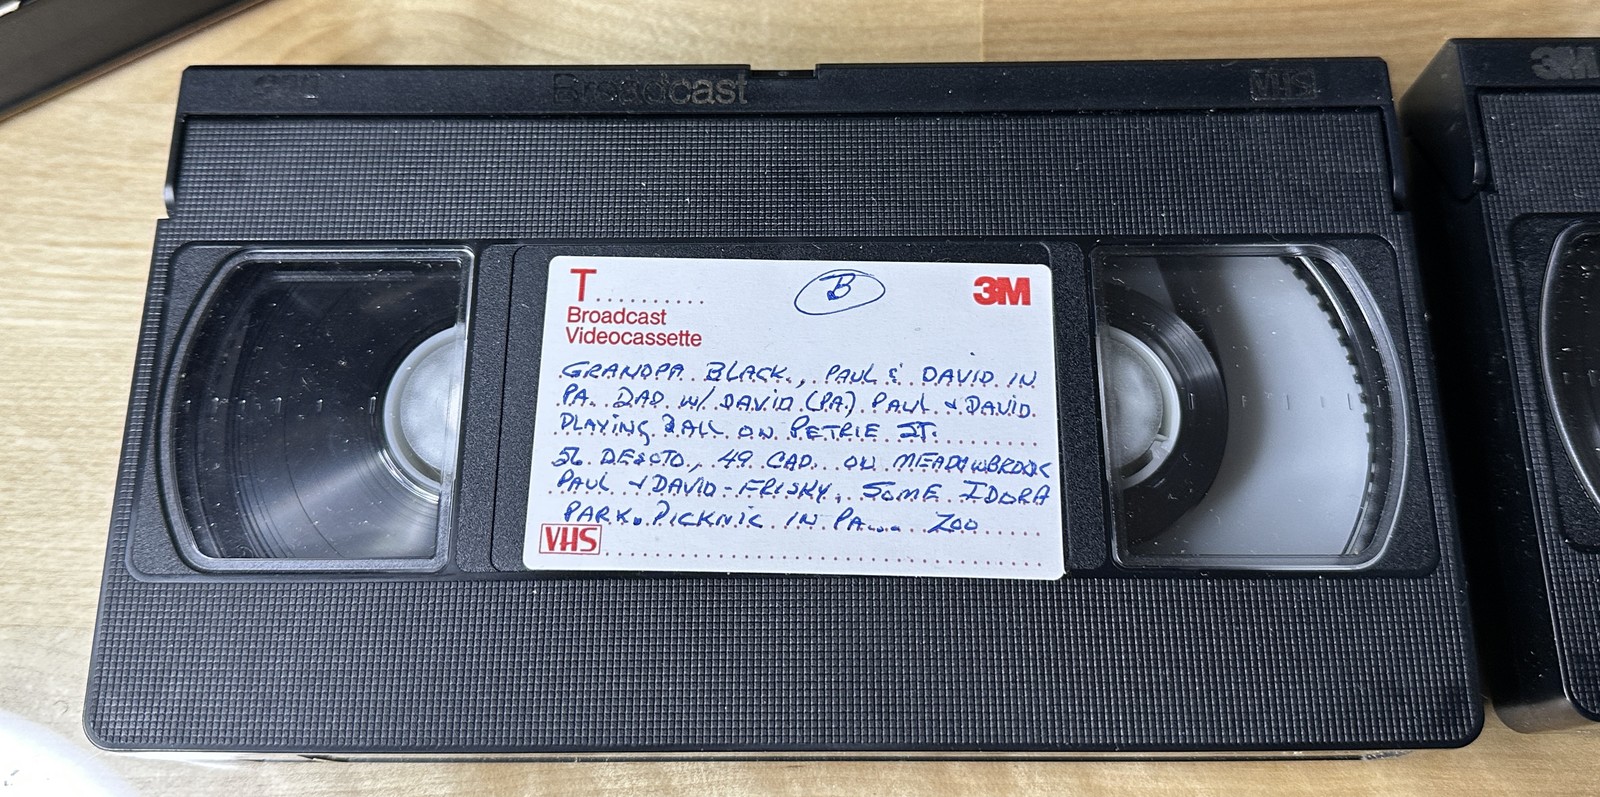 3M Broadcast VHS
3M
T.......... B 3M
Broadcast
Videocassette
GRANDPA BLACK, PAUL & DAVID IN
PA. DAD W/ DAVID (PA) PAUL & DAVID
PLAYING BALL ON PETRIE ST.
56 DESOTO, 49 CAD. ON MEADOWBROOK
PAUL & DAVID-FRISKY, SOME IDORA
PARK. PICKNIC IN PA... ZOO
VHS